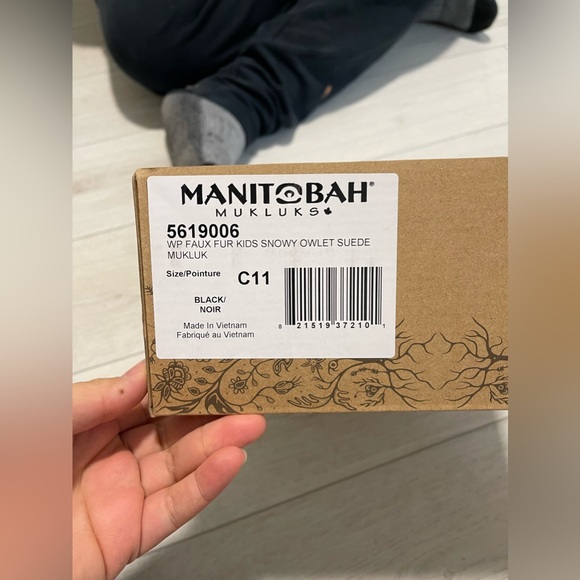 MANITOBAH®
MUKLUKS
5619006
WP FAUX FUR KIDS SNOWY OWLET SUEDE
MUKLUK
Size/Pointure C11
BLACK/
NOIR
Made In Vietnam
Fabriqué au Vietnam
8 21519 37210 1